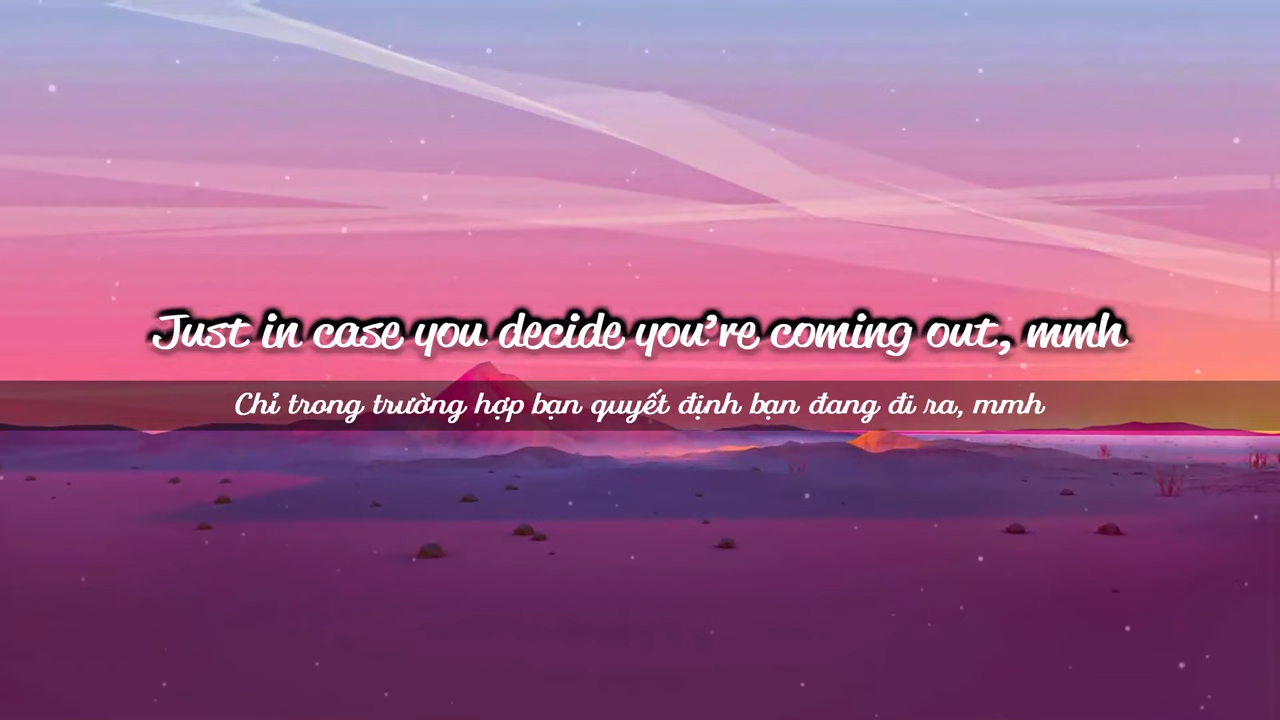 Just in case you decide you're coming out, mmh
Chỉ trong trường hợp bạn quyết định bạn đang đi ra, mmh